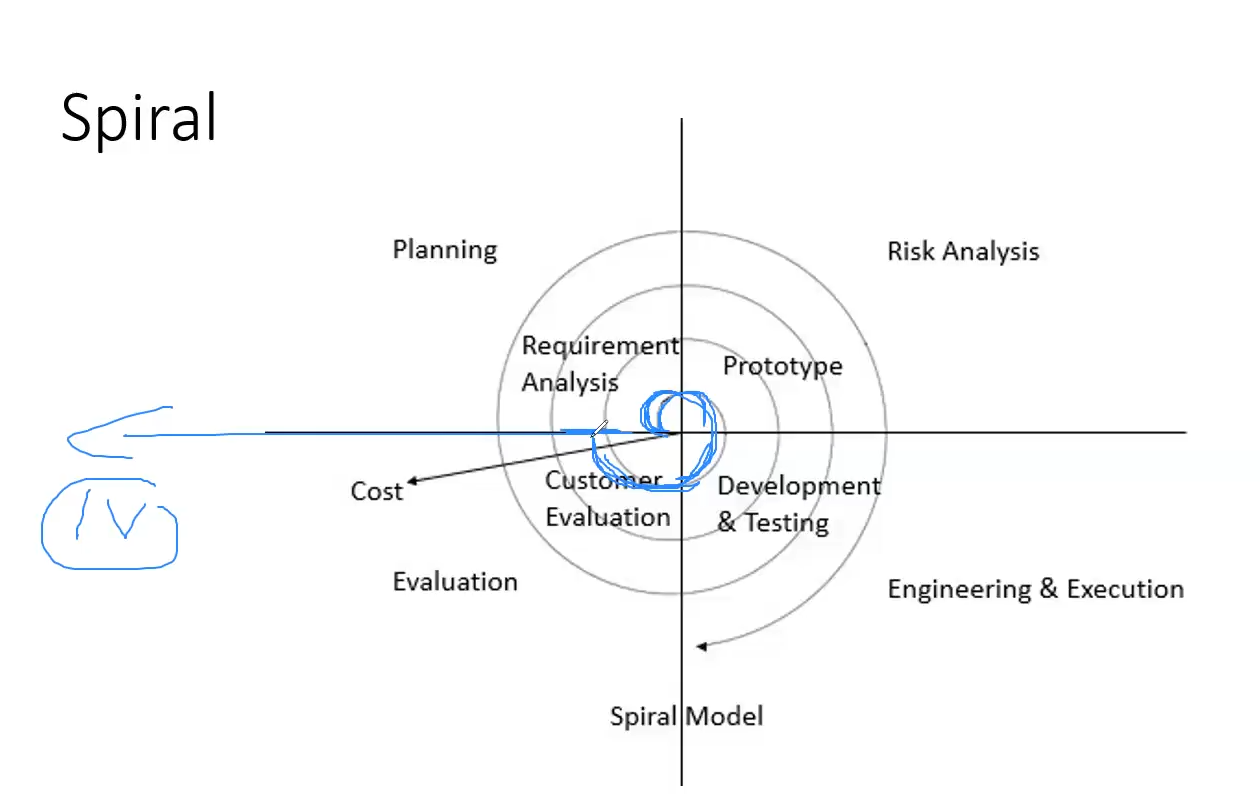 Spiral
Planning
Risk Analysis
Requirement
Analysis
Prototype
Cost
Customer
Evaluation
Development
& Testing
Evaluation
Engineering & Execution
Spiral Model